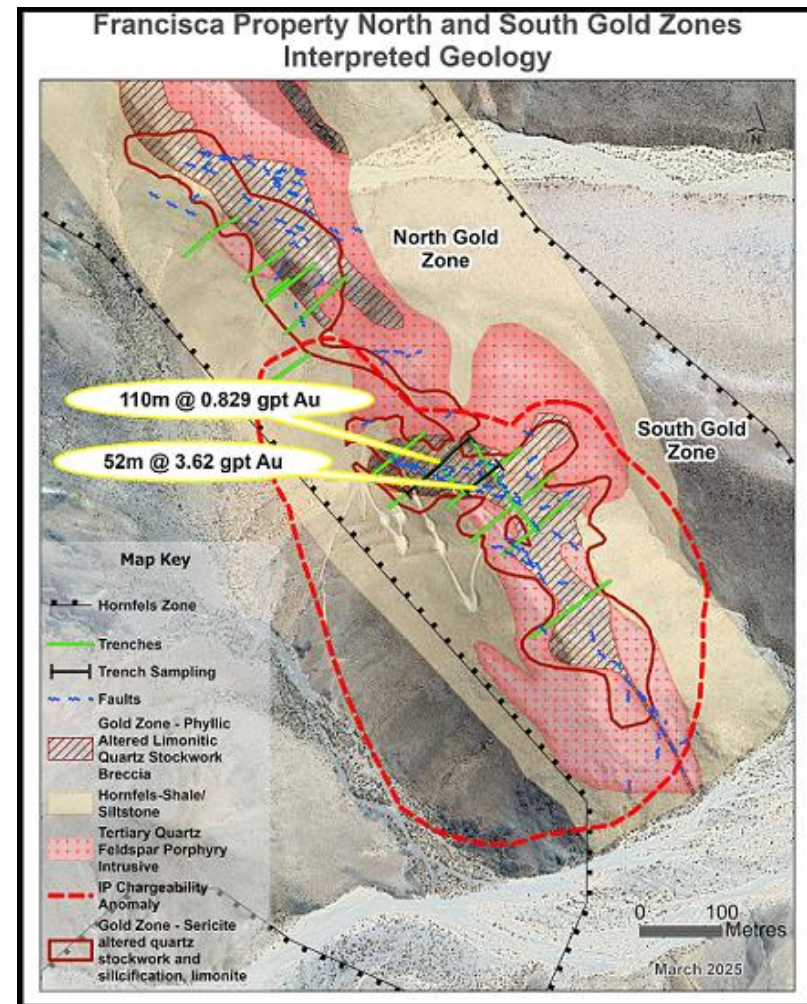 Francisca Property North and South Gold Zones
Interpreted Geology
N
North Gold
Zone
110m @ 0.829 gpt Au
South Gold
Zone
52m @ 3.62 gpt Au
Map Key
Hornfels Zone
Trenches
Trench Sampling
Faults
Gold Zone - Phyllic
Altered Limonitic
Quartz Stockwork
Breccia
Hornfels-Shale/
Siltstone
Tertiary Quartz
Feldspar Porphyry
Intrusive
IP Chargeability
Anomaly
Gold Zone - Sericite
altered quartz
stockwork and
silicification, limonite
0 100
Metres
March 2025